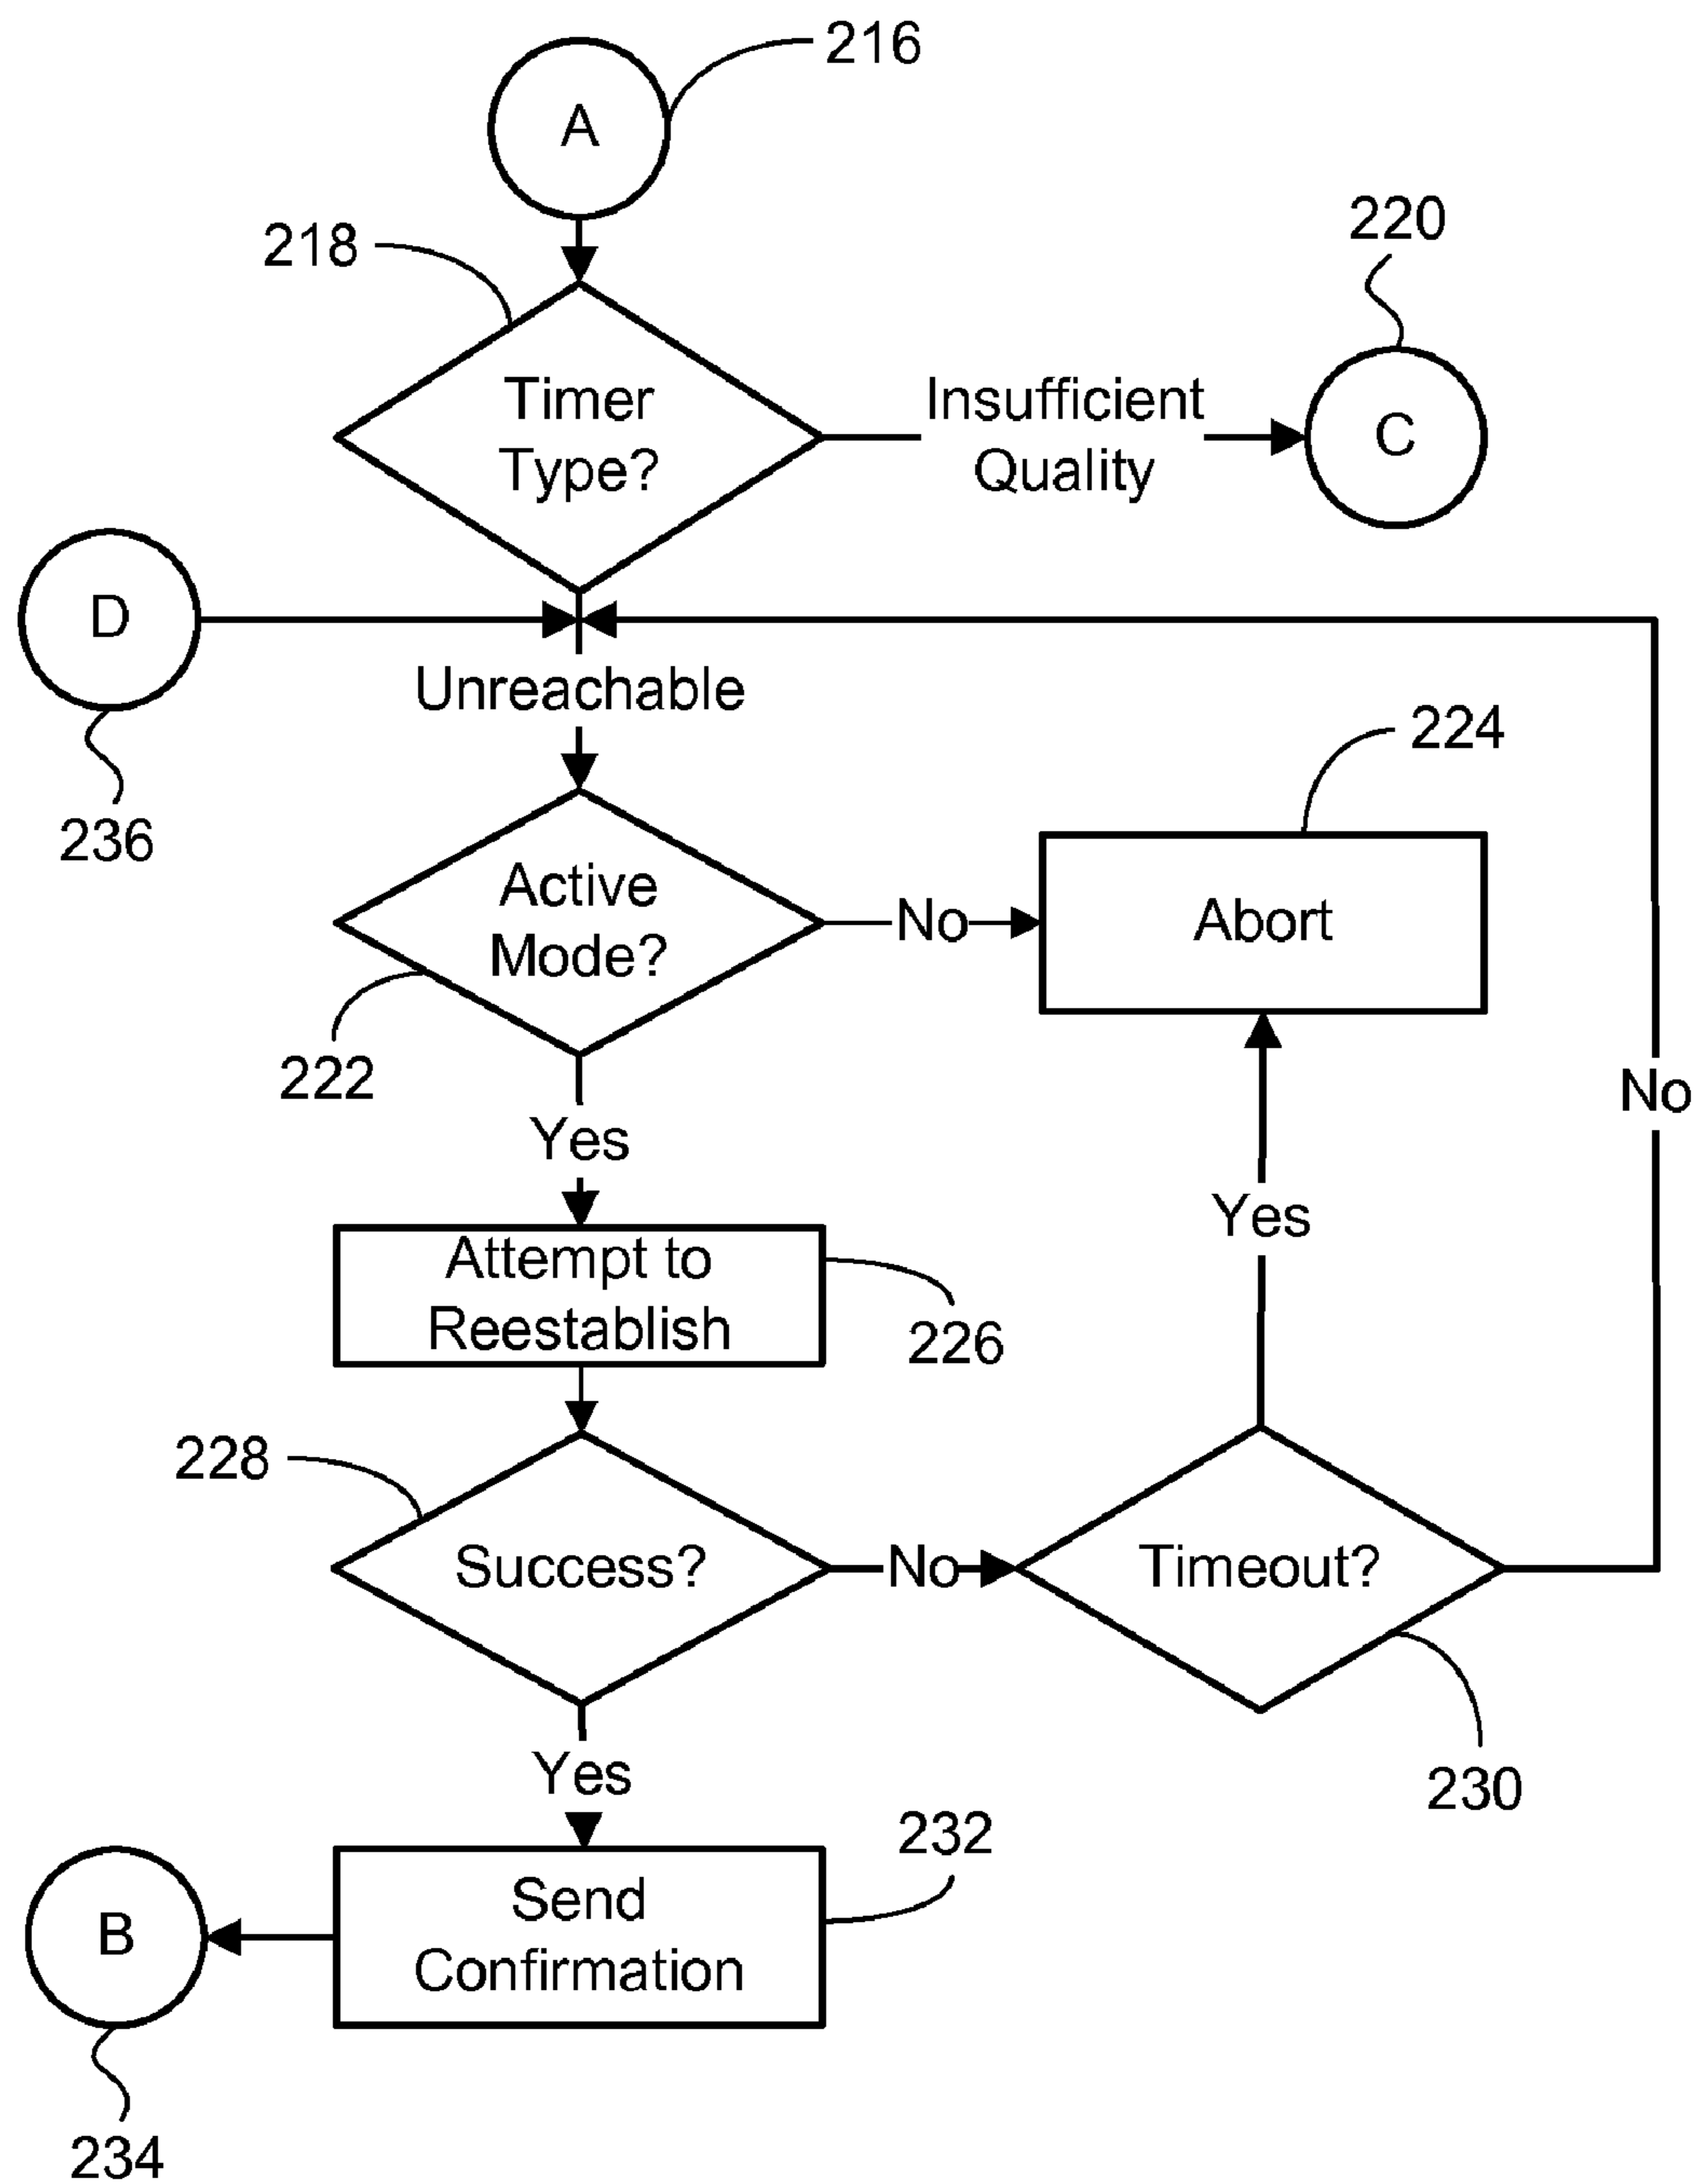 216
A
218
220
Timer
Type?
Insufficient
Quality
C
D
Unreachable
236
224
Active
Mode?
No
Abort
222
No
Yes
Yes
Attempt to
Reestablish
226
228
Success?
No
Timeout?
Yes
230
232
Send
Confirmation
B
234